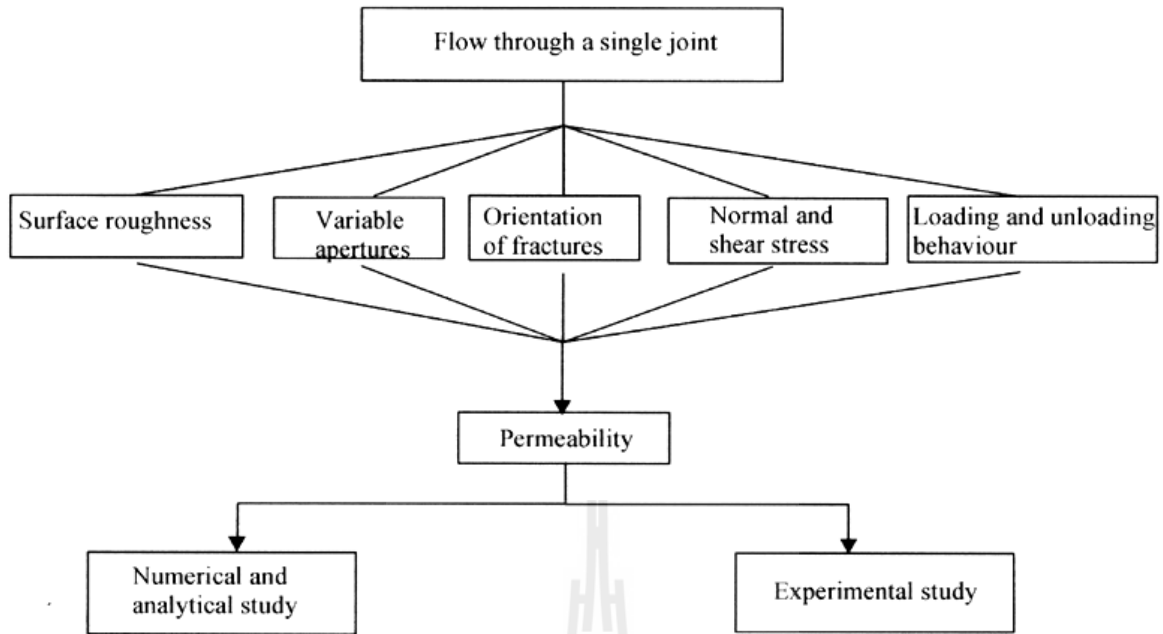 Flow through a single joint
Surface roughness
Variable
apertures
Orientation
of fractures
Normal and
shear stress
Loading and unloading
behaviour
Permeability
Numerical and
analytical study
Experimental study